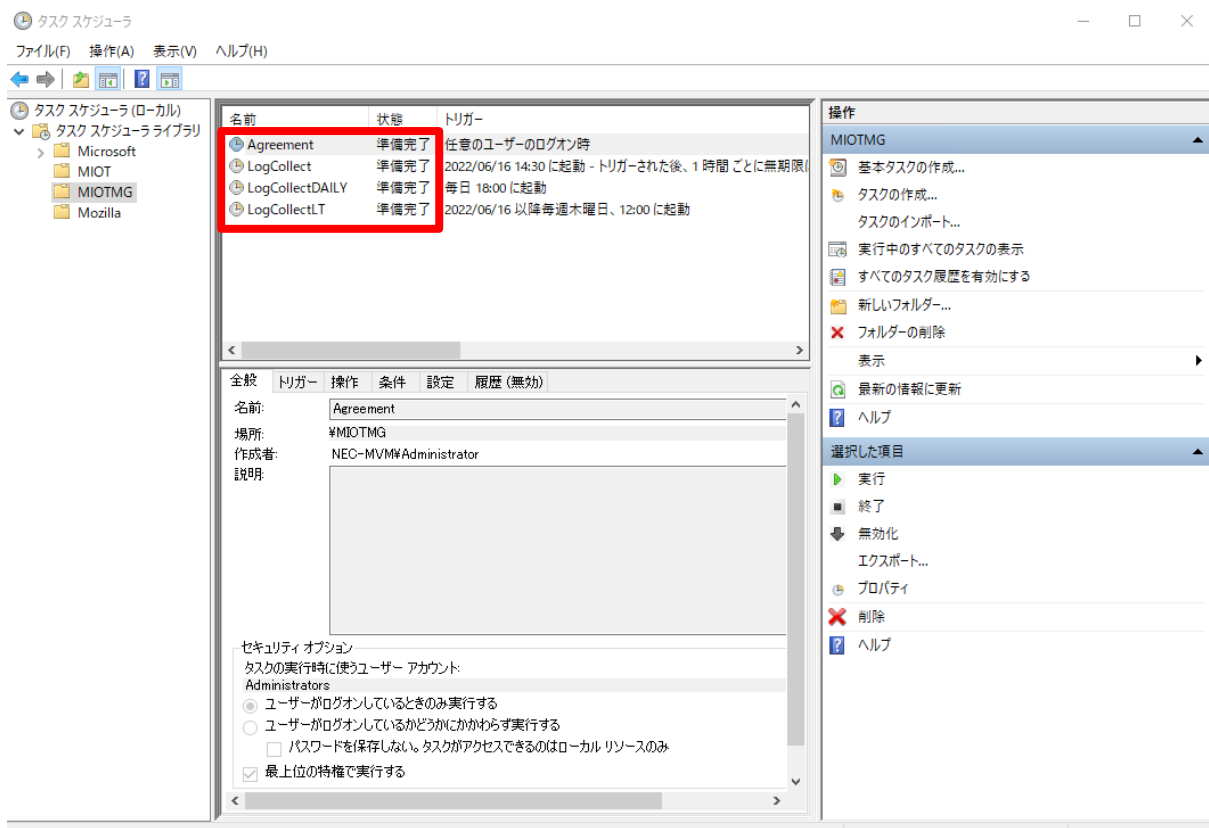 タスク スケジューラ
ファイル(F) 操作(A) 表示(V) ヘルプ(H)
タスク スケジューラ (ローカル)
タスク スケジューラ ライブラリ
Microsoft
MIOT
MIOTMG
Mozilla
名前 状態 トリガー
Agreement 準備完了 任意のユーザーのログオン時
LogCollect 準備完了 2022/06/16 14:30 に起動 - トリガーされた後、1 時間 ごとに無期限に
LogCollectDAILY 準備完了 毎日 18:00 に起動
LogCollectLT 準備完了 2022/06/16 以降毎週木曜日、12:00 に起動
全般 トリガー 操作 条件 設定 履歴 (無効)
名前: Agreement
場所: ¥MIOTMG
作成者: NEC-MVM¥Administrator
説明:
セキュリティ オプション
タスクの実行時に使うユーザー アカウント:
Administrators
ユーザーがログオンしているときのみ実行する
ユーザーがログオンしているかどうかにかかわらず実行する
パスワードを保存しない。タスクがアクセスできるのはローカル リソースのみ
最上位の特権で実行する
操作
MIOTMG
基本タスクの作成...
タスクの作成...
タスクのインポート...
実行中のすべてのタスクの表示
すべてのタスク履歴を有効にする
新しいフォルダー...
フォルダーの削除
表示
最新の情報に更新
ヘルプ
選択した項目
実行
終了
無効化
エクスポート...
プロパティ
削除
ヘルプ